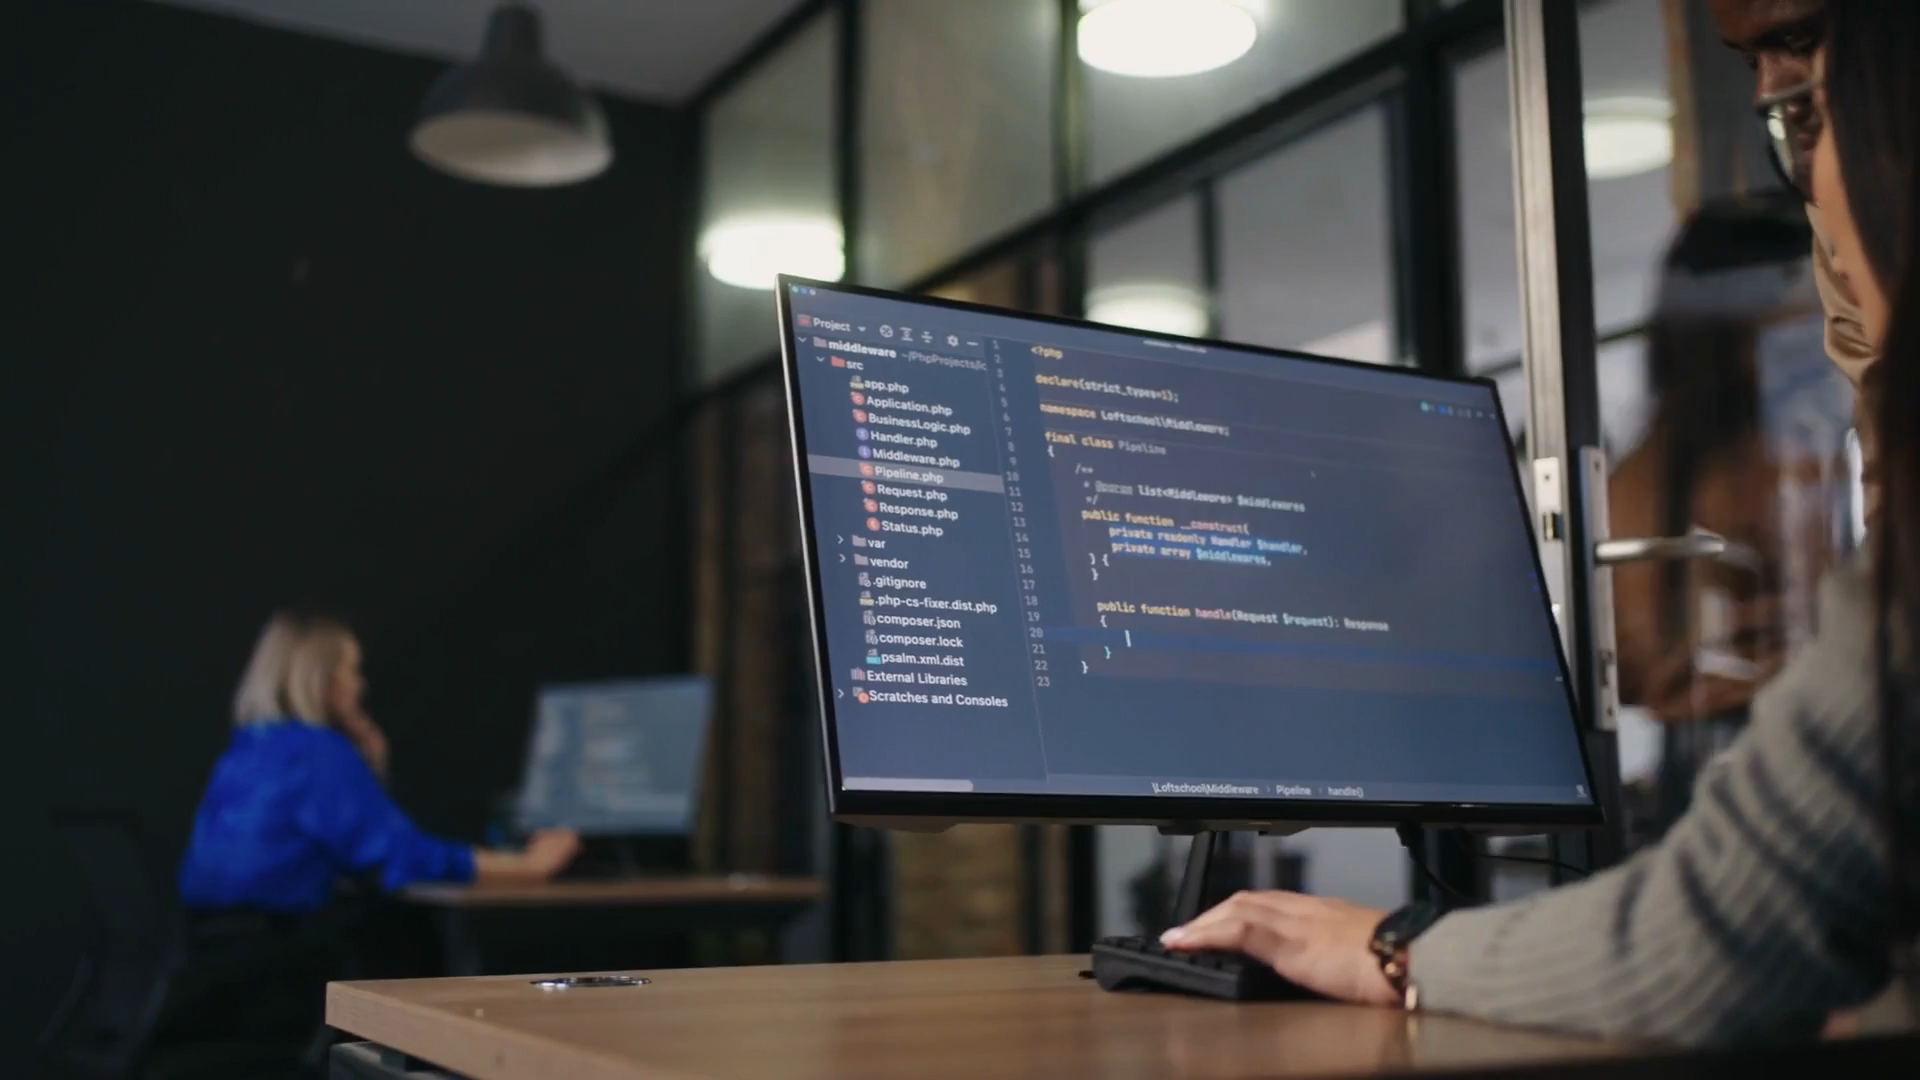 Project
middleware ~/PhpProjects/lc
src
app.php
Application.php
BusinessLogic.php
Handler.php
Middleware.php
Pipeline.php
Request.php
Response.php
Status.php
var
vendor
.gitignore
.php-cs-fixer.dist.php
composer.json
composer.lock
psalm.xml.dist
External Libraries
Scratches and Consoles
1
2
3
4
5
6
7
8
9
10
11
12
13
14
15
16
17
18
19
20
21
22
23
<?php
declare(strict_types=1);
namespace Loftschool\Middleware;
final class Pipeline
{
/**
* @param list<Middleware> $middlewares
*/
public function __construct(
private readonly Handler $handler,
private array $middlewares,
) {
}
public function handle(Request $request): Response
{
}
}
\Loftschool\Middleware › Pipeline › handle()